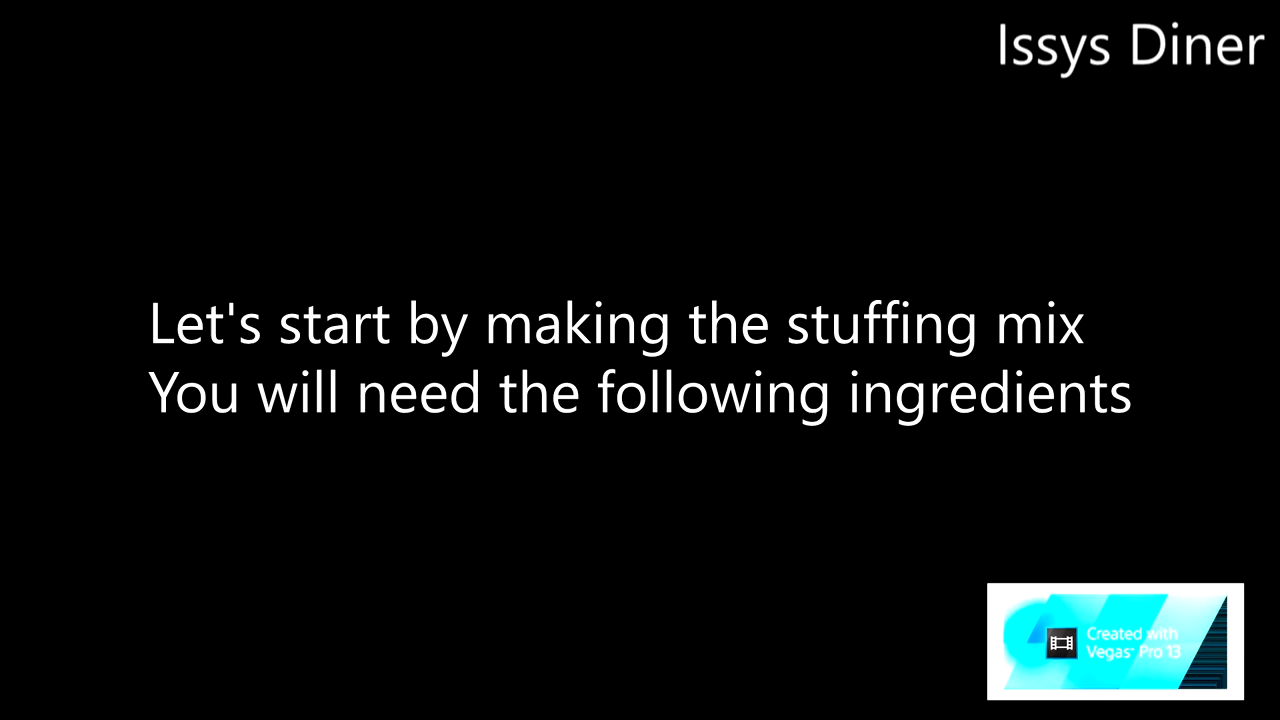 Issys Diner
Let's start by making the stuffing mix
You will need the following ingredients
Created with
Vegas™ Pro 13